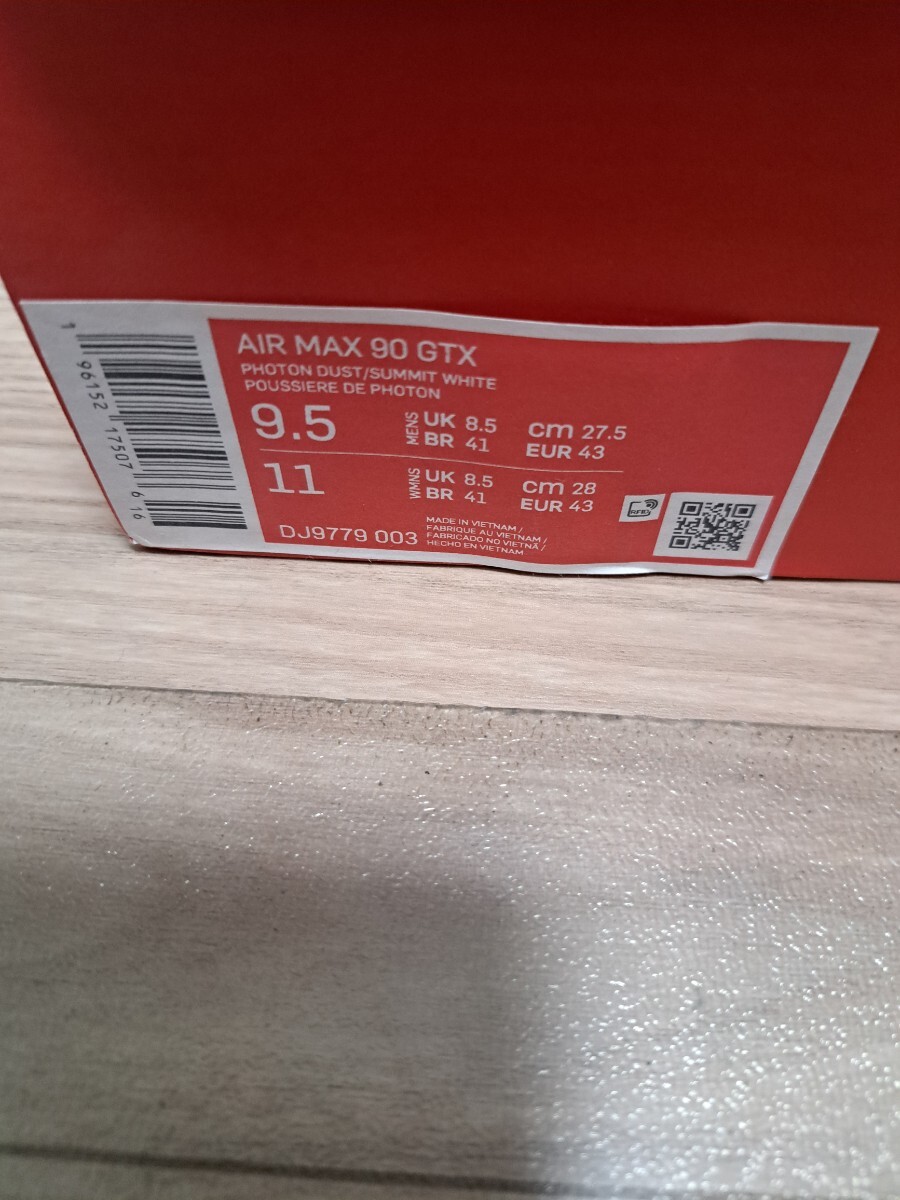 AIR MAX 90 GTX
PHOTON DUST/SUMMIT WHITE
POUSSIERE DE PHOTON
9.5 MENS UK 8.5 cm 27.5
BR 41 EUR 43
11 WMNS UK 8.5 cm 28
BR 41 EUR 43
DJ9779 003
MADE IN VIETNAM /
FABRIQUE AU VIETNAM /
FABRICADO NO VIETNÃ /
HECHO EN VIETNAM
RFID
1 96152 17507 6 16